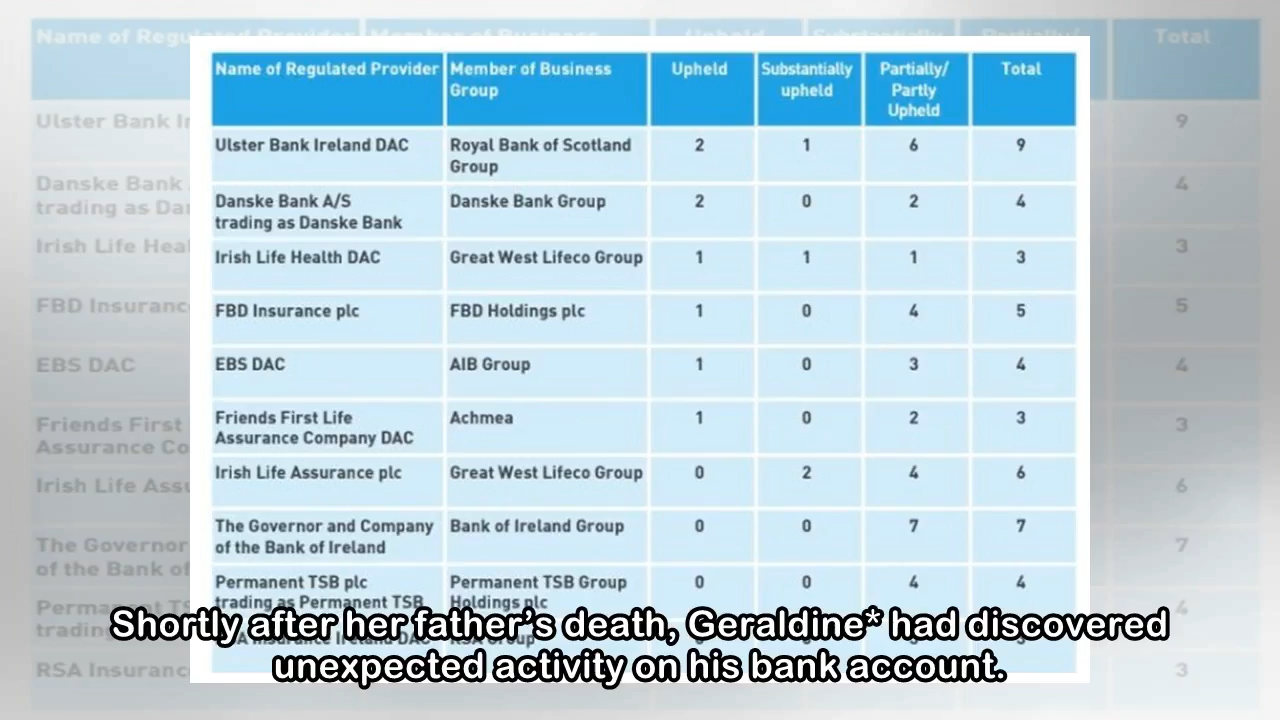 Name of Regulated Provider Member of Business Group Upheld Substantially upheld Partially/ Partly Upheld Total
Ulster Bank Ireland DAC Royal Bank of Scotland Group 2 1 6 9
Danske Bank A/S trading as Danske Bank Danske Bank Group 2 0 2 4
Irish Life Health DAC Great West Lifeco Group 1 1 1 3
FBD Insurance plc FBD Holdings plc 1 0 4 5
EBS DAC AIB Group 1 0 3 4
Friends First Life Assurance Company DAC Achmea 1 0 2 3
Irish Life Assurance plc Great West Lifeco Group 0 2 4 6
The Governor and Company of the Bank of Ireland Bank of Ireland Group 0 0 7 7
Permanent TSB plc trading as Permanent TSB Permanent TSB Group Holdings plc 0 0 4 4
Insurance Ireland DAC RSA Group
Shortly after her father's death, Geraldine* had discovered
unexpected activity on his bank account.